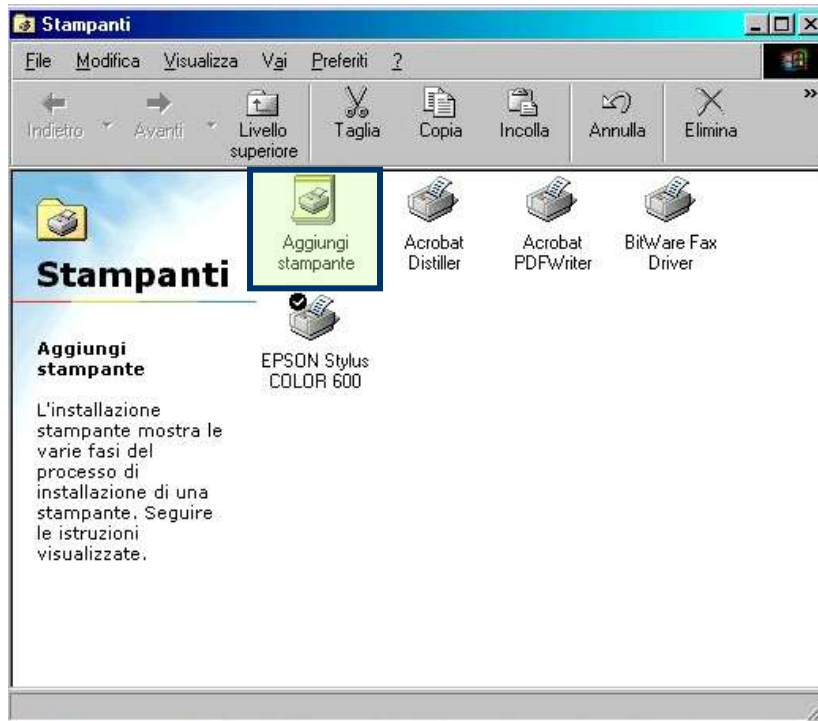 Stampanti
File Modifica Visualizza Vai Preferiti ?
Indietro Avanti Livello superiore Taglia Copia Incolla Annulla Elimina »
Stampanti
Aggiungi
stampante
L'installazione
stampante mostra le
varie fasi del
processo di
installazione di una
stampante. Seguire
le istruzioni
visualizzate.
Aggiungi
stampante
Acrobat
Distiller
Acrobat
PDFWriter
BitWare Fax
Driver
EPSON Stylus
COLOR 600